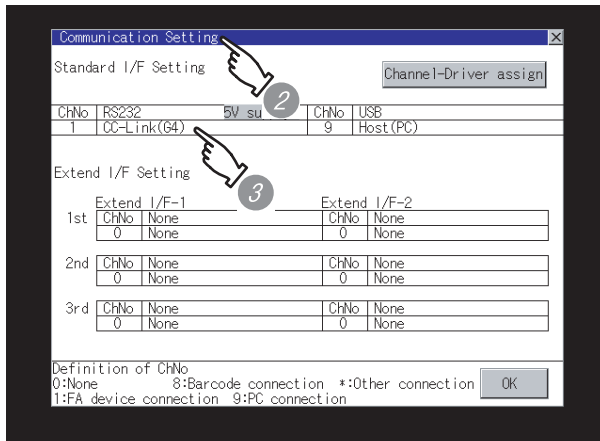 Communication Setting
Standard I/F Setting
Channel-Driver assign
ChNo RS232 5V su ChNo USB
1 CC-Link(G4) 9 Host(PC)
2
3
Extend I/F Setting
Extend I/F-1 Extend I/F-2
1st ChNo None ChNo None
0 None 0 None
2nd ChNo None ChNo None
0 None 0 None
3rd ChNo None ChNo None
0 None 0 None
Definition of ChNo
0:None 8:Barcode connection *:Other connection OK
1:FA device connection 9:PC connection